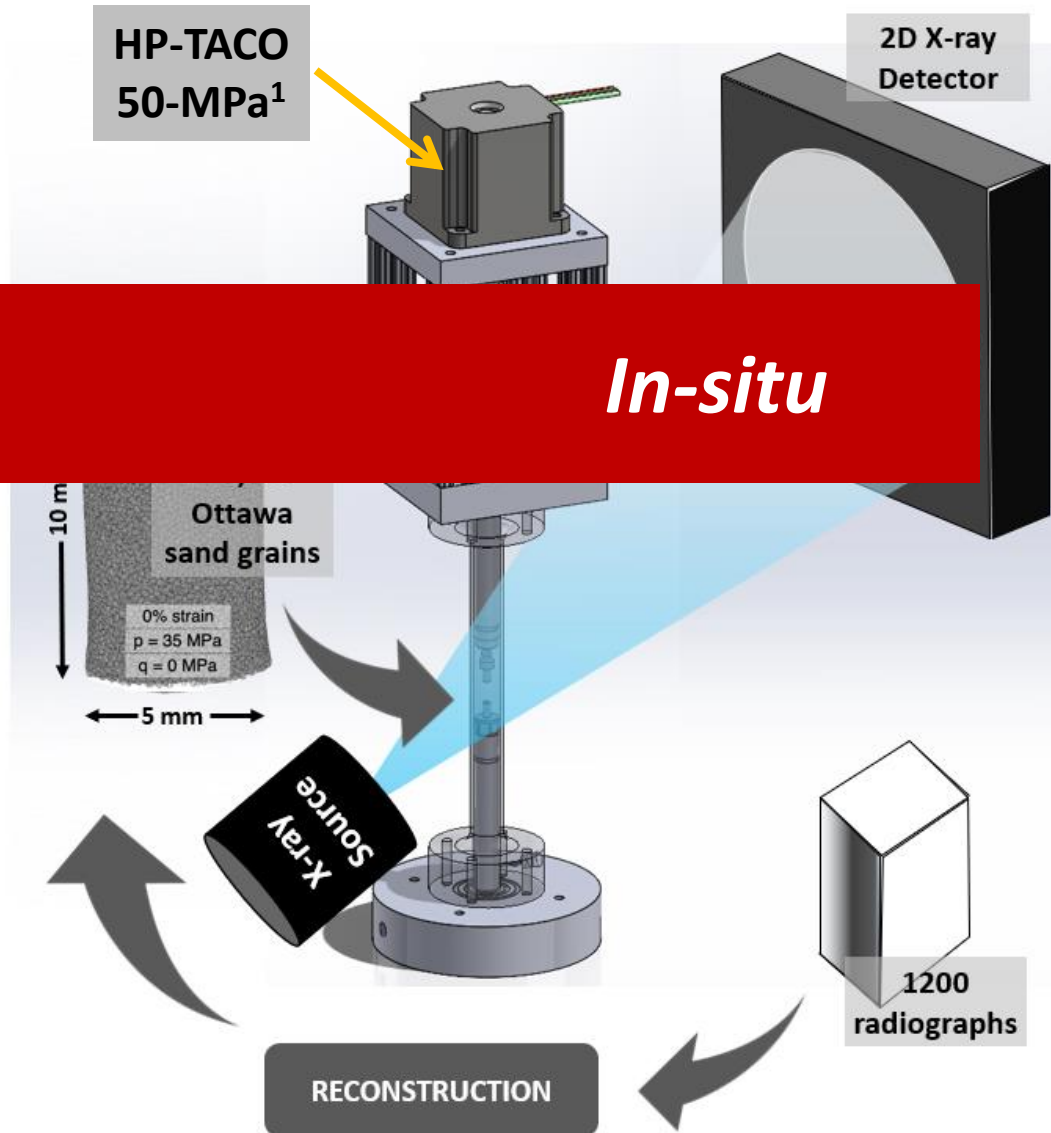 HP-TACO
50-MPa¹
2D X-ray
Detector
In-situ
10 m
Ottawa
sand grains
0% strain
p = 35 MPa
q = 0 MPa
5 mm
X-ray
Source
1200
radiographs
RECONSTRUCTION